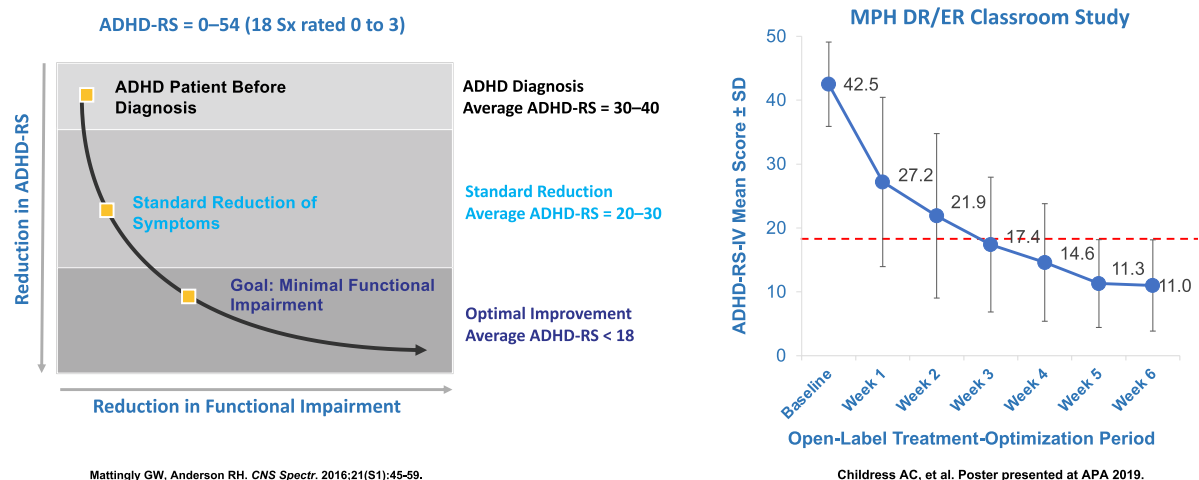 ADHD-RS = 0–54 (18 Sx rated 0 to 3)
Reduction in ADHD-RS
ADHD Patient Before
Diagnosis
ADHD Diagnosis
Average ADHD-RS = 30–40
Standard Reduction of
Symptoms
Standard Reduction
Average ADHD-RS = 20–30
Goal: Minimal Functional
Impairment
Optimal Improvement
Average ADHD-RS < 18
Reduction in Functional Impairment
Mattingly GW, Anderson RH. CNS Spectr. 2016;21(S1):45-59.
MPH DR/ER Classroom Study
ADHD-RS-IV Mean Score ± SD
50
40
30
20
10
0
42.5
27.2
21.9
17.4
14.6
11.3
11.0
Baseline
Week 1
Week 2
Week 3
Week 4
Week 5
Week 6
Open-Label Treatment-Optimization Period
Childress AC, et al. Poster presented at APA 2019.